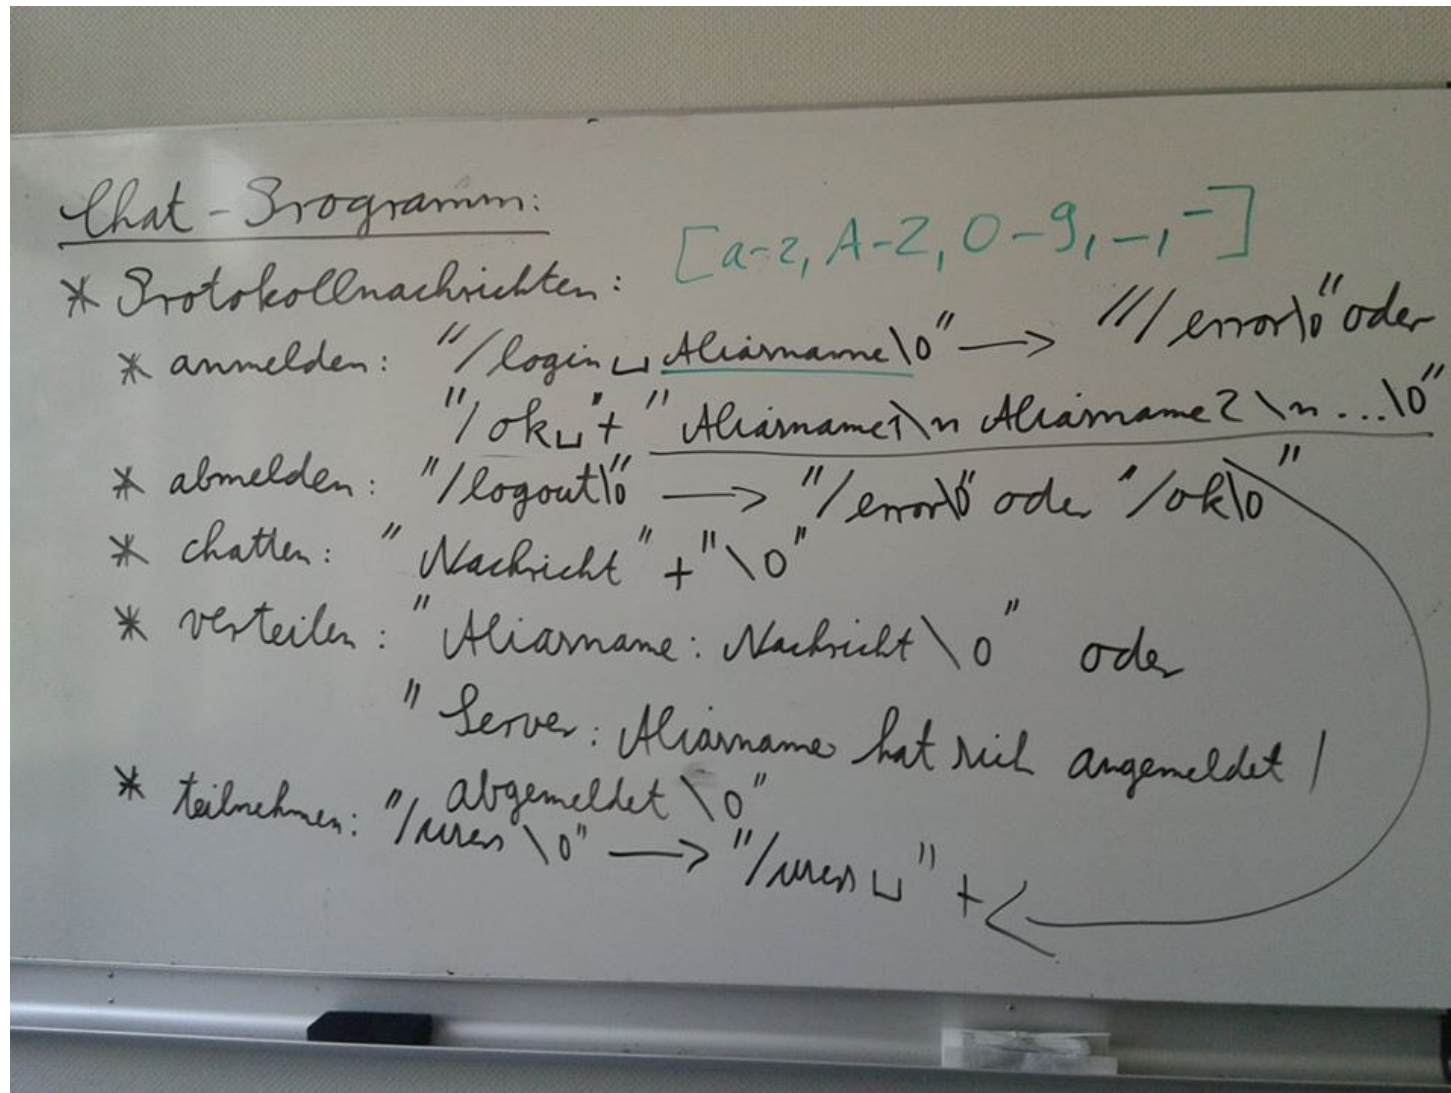 Chat-Programm:
[a-z, A-Z, 0-9, _, -]
* Protokollnachrichten:
* anmelden: "/login␣Aliasname\0" → "/error\0" oder
"/ok␣"+ "Aliasname1\n Aliasname2\n...\0"
* abmelden: "/logout\0" → "/error\0" oder "/ok\0"
* chatten: "Nachricht" + "\0"
* verteilen: "Aliasname: Nachricht\0" oder
"Server: Aliasname hat sich angemeldet /
abgemeldet\0"
* teilnehmen: "/users\0" → "/users␣" +